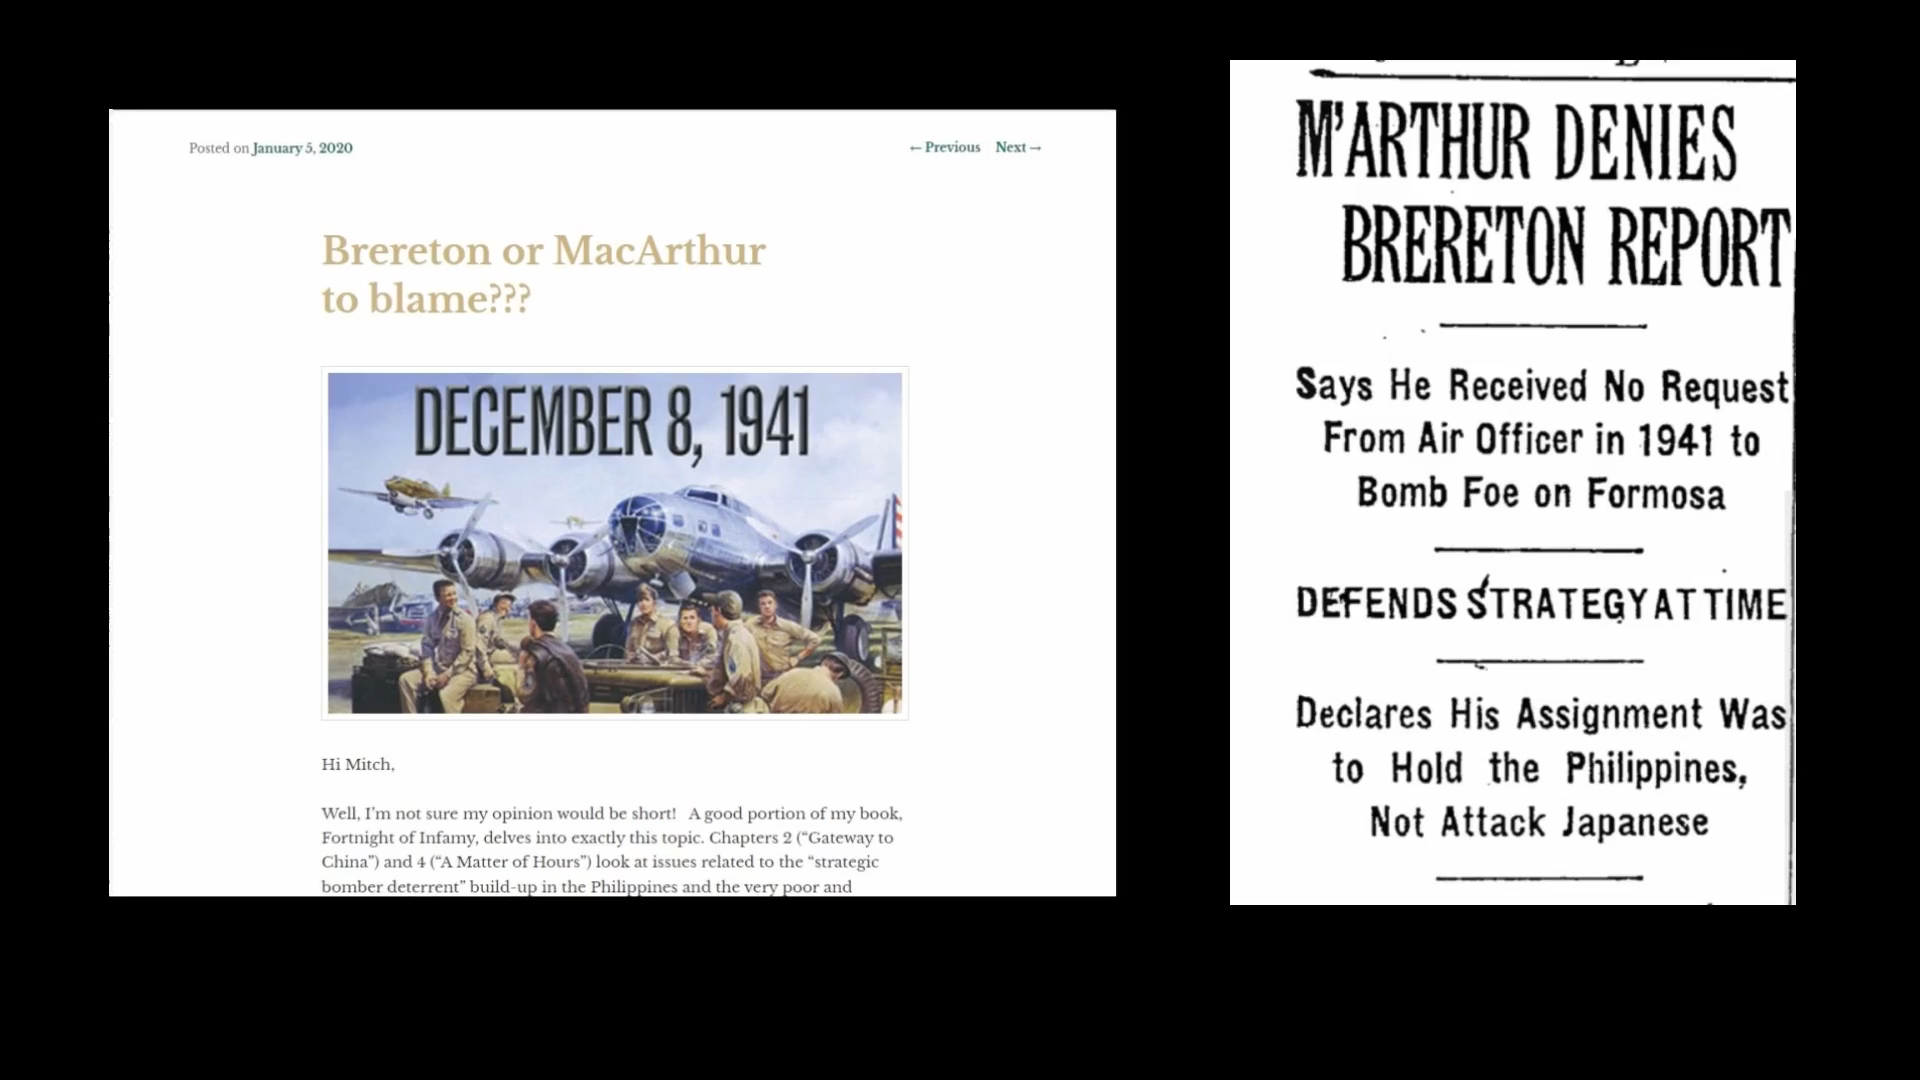 Posted on January 5, 2020
← Previous Next →
Brereton or MacArthur
to blame???
DECEMBER 8, 1941
Hi Mitch,
Well, I’m not sure my opinion would be short! A good portion of my book,
Fortnight of Infamy, delves into exactly this topic. Chapters 2 (“Gateway to
China”) and 4 (“A Matter of Hours”) look at issues related to the “strategic
bomber deterrent” build-up in the Philippines and the very poor and
M’ARTHUR DENIES
BRERETON REPORT
Says He Received No Request
From Air Officer in 1941 to
Bomb Foe on Formosa
DEFENDS STRATEGY AT TIME
Declares His Assignment Was
to Hold the Philippines,
Not Attack Japanese